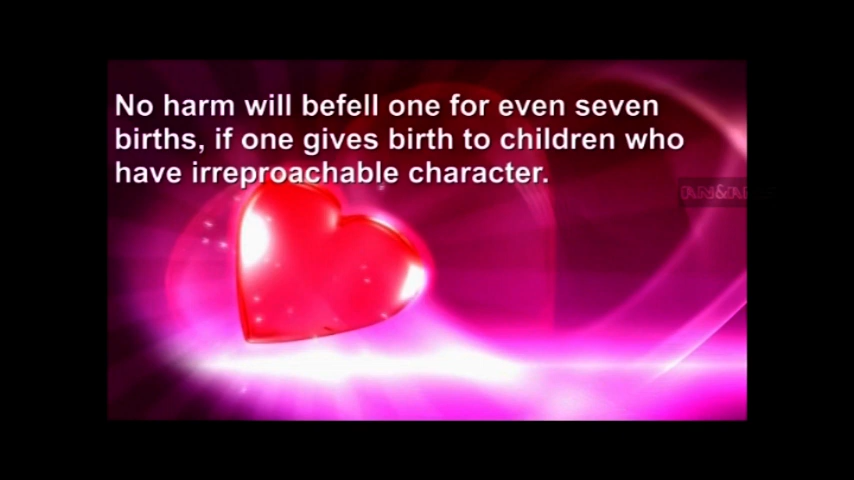 No harm will befell one for even seven
births, if one gives birth to children who
have irreproachable character.